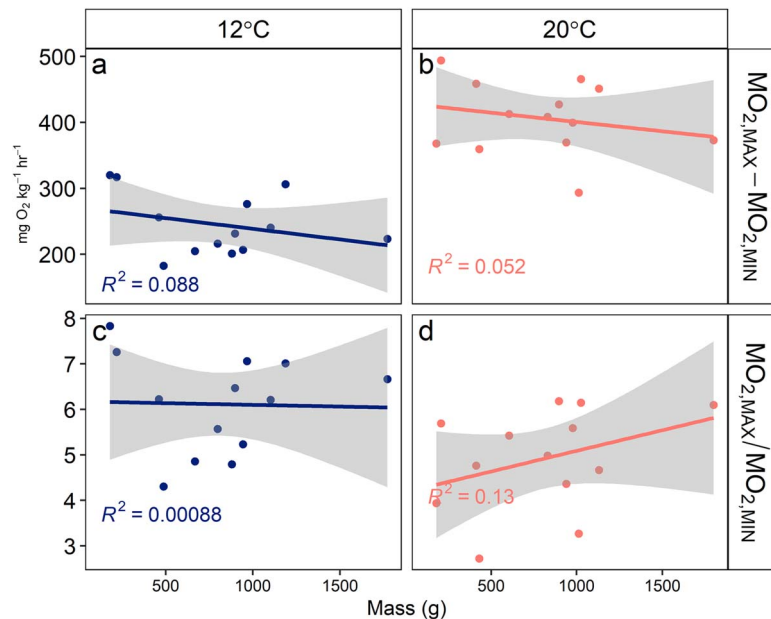 12°C
20°C
a
b
500
400
300
200
mg O₂ kg⁻¹ hr⁻¹
R² = 0.088
R² = 0.052
MO₂,MAX − MO₂,MIN
c
d
8
7
6
5
4
3
R² = 0.00088
R² = 0.13
MO₂,MAX/MO₂,MIN
500
1000
1500
500
1000
1500
Mass (g)